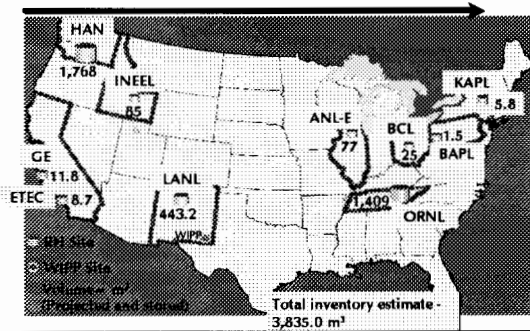 HAN
1,768
INEEL
85
KAPL
5.8
ANL-E
77
BCL
25
1.5
BAPL
GE
11.8
ETEC
8.7
LANL
443.2
WIPP
1,409
ORNL
RH Site
WIPP Site
Volume = m³
(Projected and stored)
Total inventory estimate -
3,835.0 m³